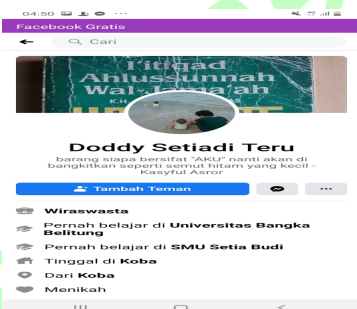 04:50
Facebook Gratis
Cari
I'tiqad
Ahlussunnah
Wal-Jama'ah
K.H.
Doddy Setiadi Teru
barang siapa bersifat "AKU" nanti akan di
bangkitkan seperti semut hitam yang kecil -
Kasyful Asror
Tambah Teman
Wiraswasta
Pernah belajar di Universitas Bangka
Belitung
Pernah belajar di SMU Setia Budi
Tinggal di Koba
Dari Koba
Menikah